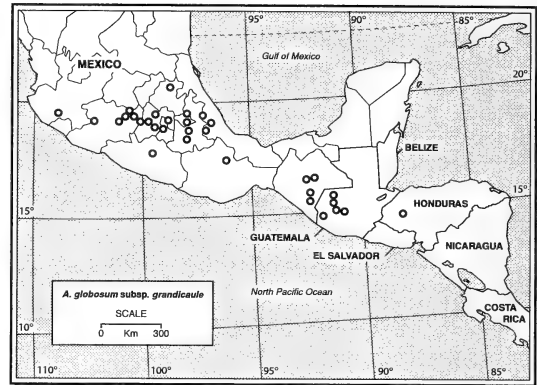 95° 90° 85°
Gulf of Mexico
MEXICO
20°
BELIZE
15°
HONDURAS
15°
GUATEMALA
NICARAGUA
EL SALVADOR
A. globosum subsp. grandicaule
SCALE
0 Km 300
North Pacific Ocean
COSTA
RICA
10°
110° 100° 95° 90° 85°